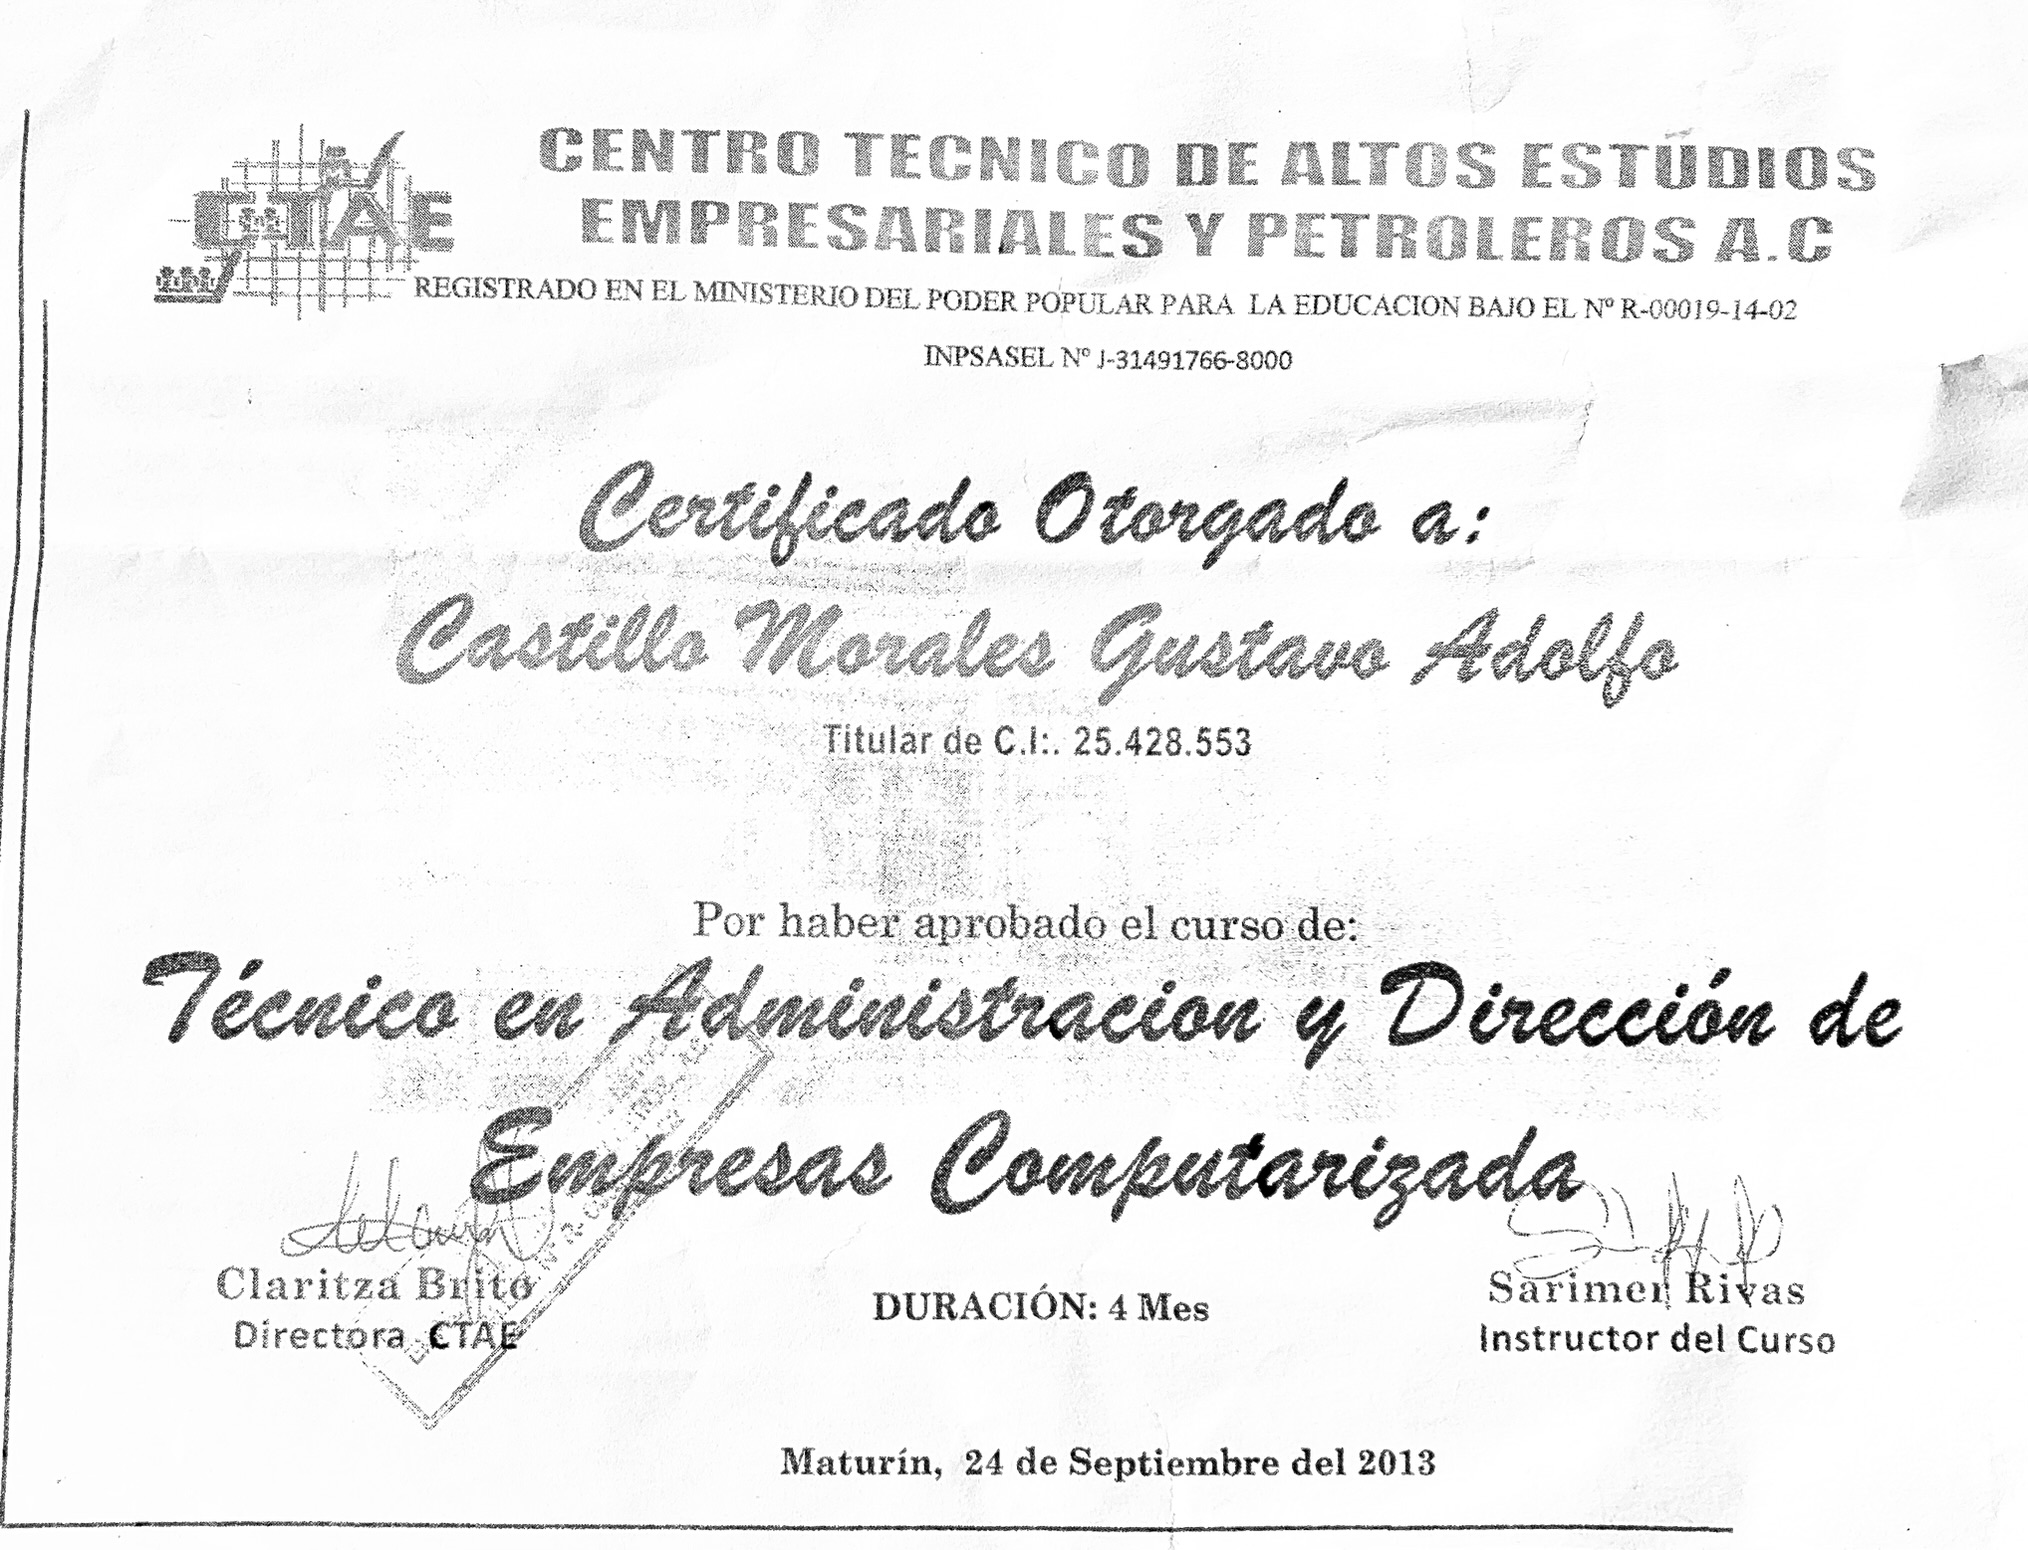 CTAE
CENTRO TECNICO DE ALTOS ESTÚDIOS
EMPRESARIALES Y PETROLEROS A.C
REGISTRADO EN EL MINISTERIO DEL PODER POPULAR PARA LA EDUCACION BAJO EL Nº R-00019-14-02
INPSASEL Nº J-31491766-8000
Certificado Otorgado a:
Castillo Morales Gustavo Adolfo
Titular de C.I:. 25.428.553
Por haber aprobado el curso de:
Técnico en Administracion y Dirección de
Empresas Computarizada
Claritza Brito
Directora CTAE
DURACIÓN: 4 Mes
Sarimer Rivas
Instructor del Curso
Maturín, 24 de Septiembre del 2013